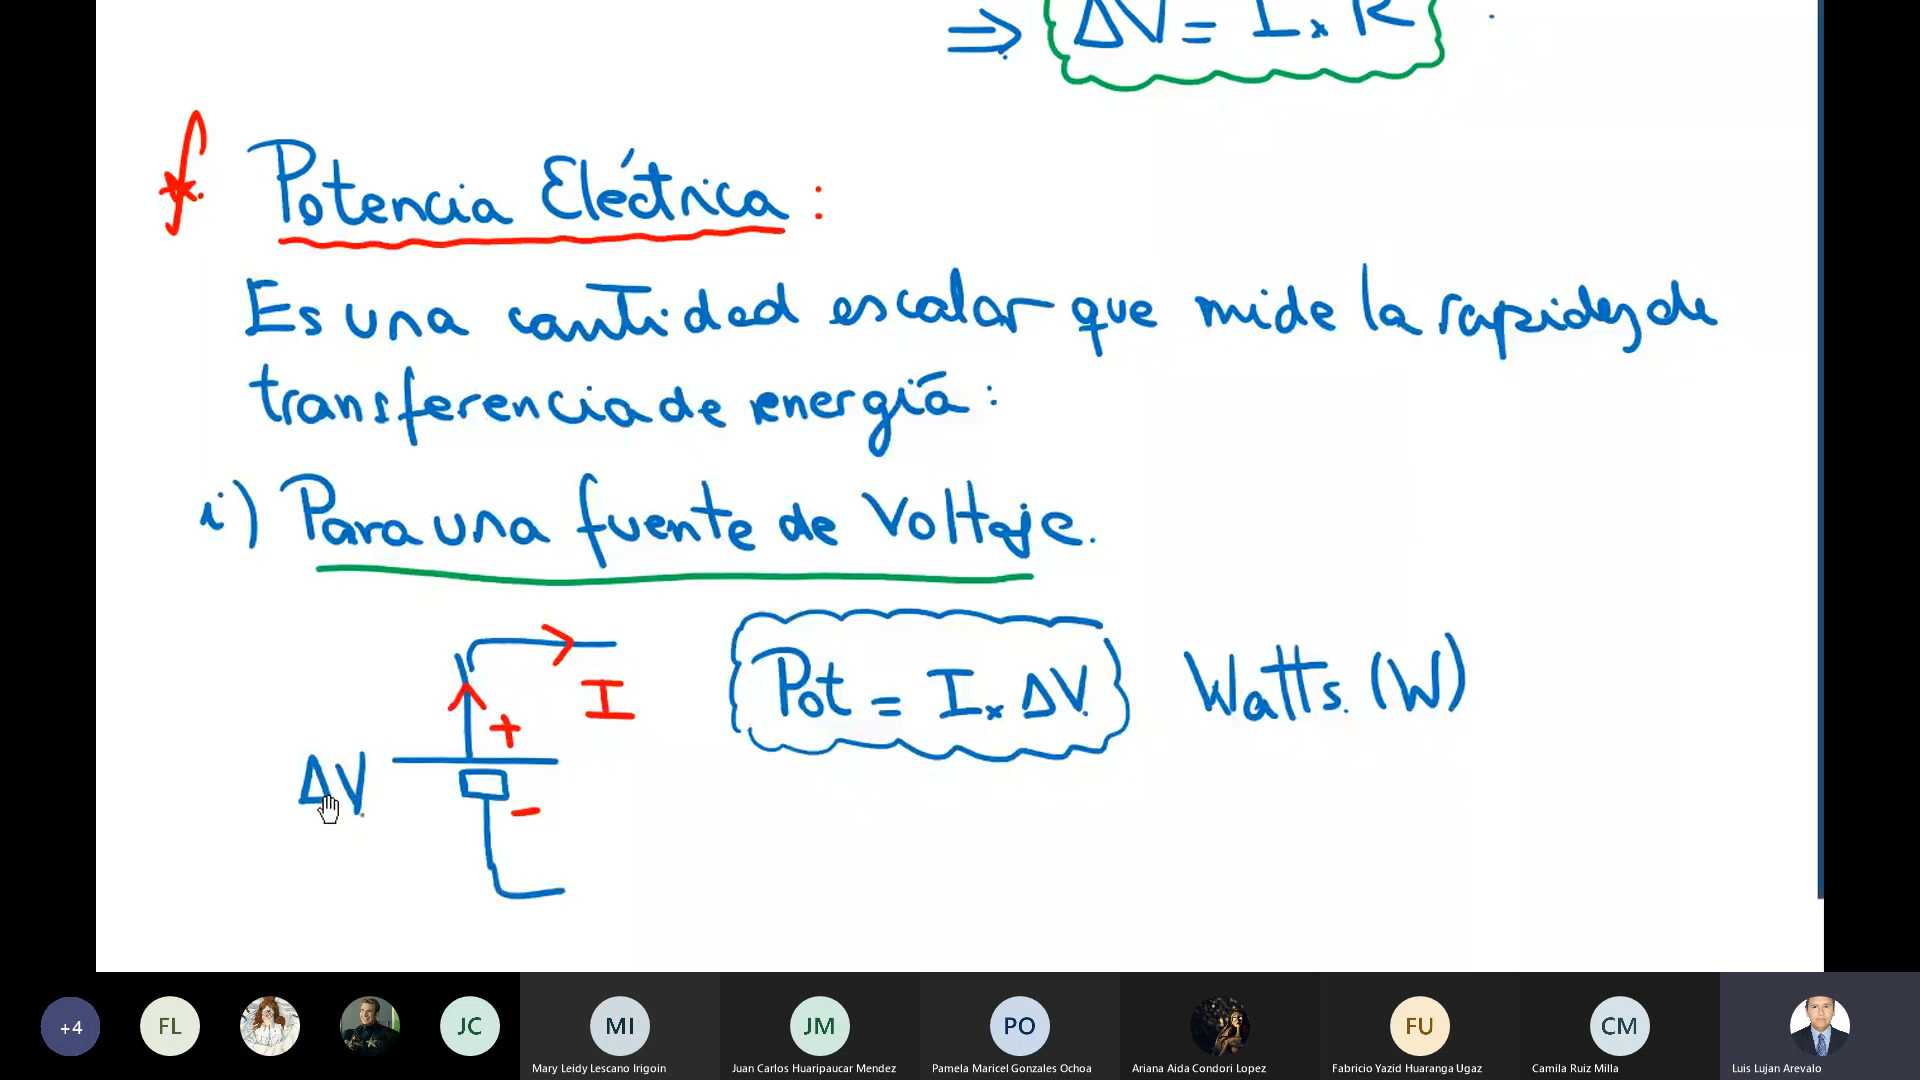 ⇒ ΔV = I x R
* Potencia Eléctrica :
Es una cantidad escalar que mide la rapidez de
transferencia de energía :
i) Para una fuente de Voltaje.
I
Pot = I x ΔV. Watts. (W)
+
ΔV.
-
+4 FL JC MI JM PO FU CM
Mary Leidy Lescano Irigoin Juan Carlos Huaripaucar Mendez Pamela Maricel Gonzales Ochoa Ariana Aida Condori Lopez Fabricio Yazid Huaranga Ugaz Camila Ruiz Milla Luis Lujan Arevalo